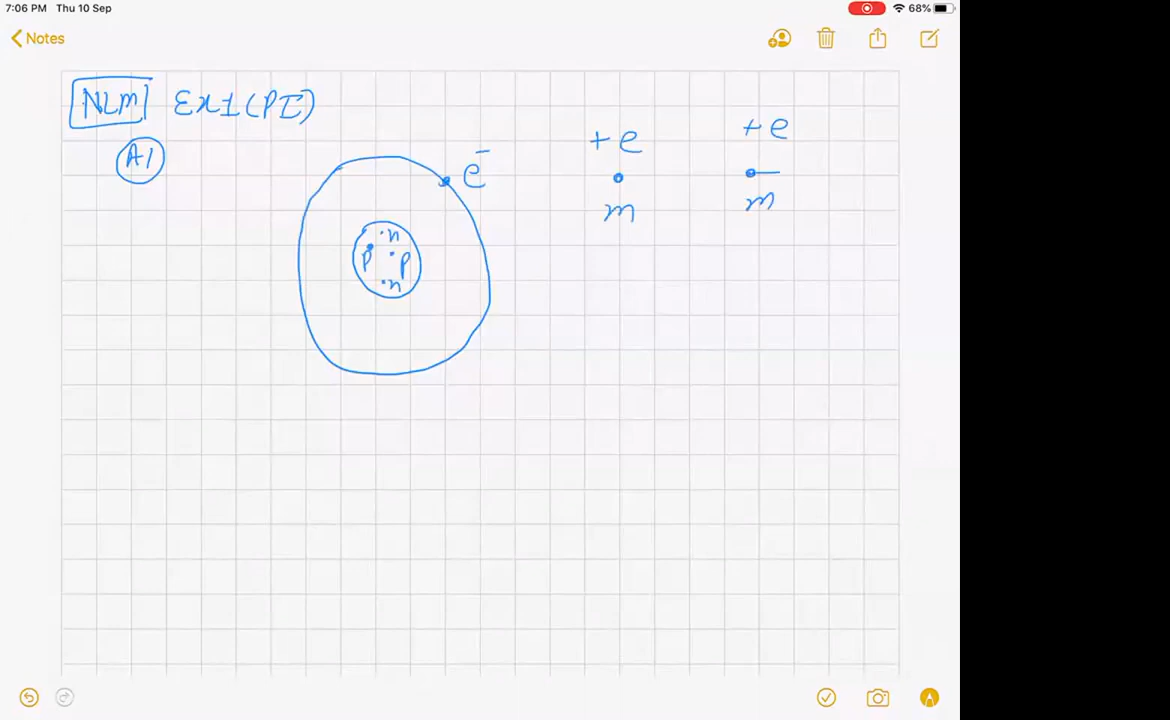 7:06 PM Thu 10 Sep
68%
Notes
NLM Ex1 (PI)
A1
e-
+e
+e
m
m
n
p
p
n